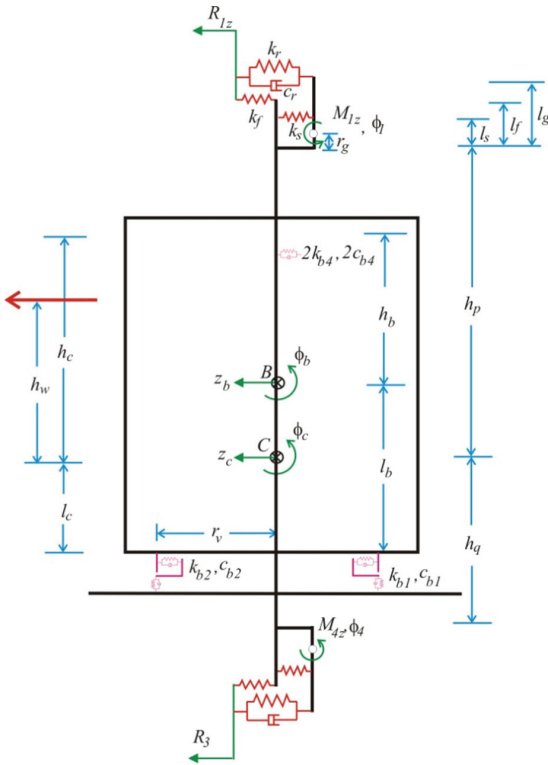 R1z
kr
cr
kf
ks
M1z, ϕ1
rg
ls
lf
lg
2kb4, 2cb4
hp
hb
hc
hw
ϕb
B
zb
ϕc
C
zc
lb
lc
rv
hq
kb2, cb2
kb1, cb1
M4z, ϕ4
R3